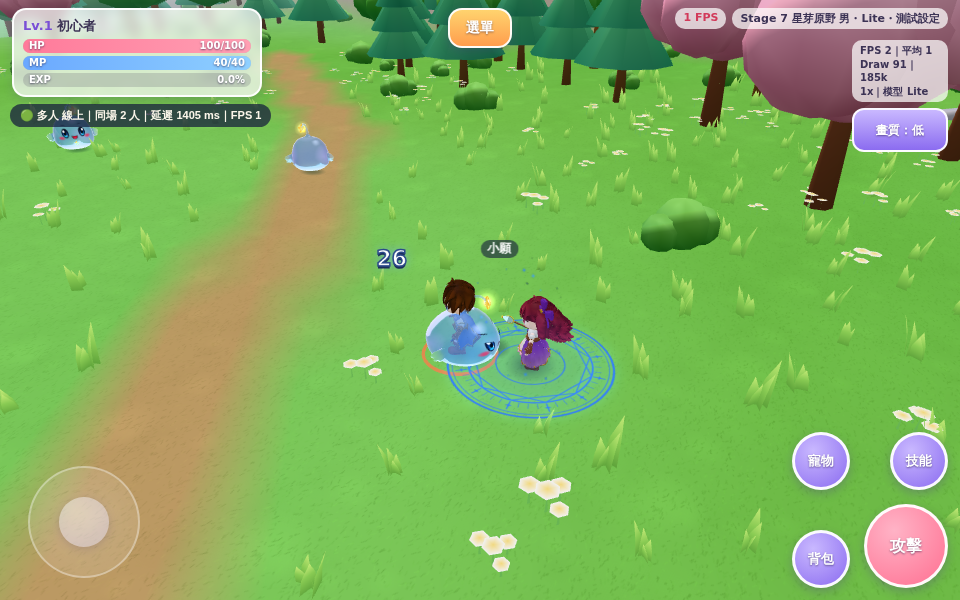 Lv.1 初心者
HP 100/100
MP 40/40
EXP 0.0%
🟢 多人 線上｜同場 2 人｜延遲 1405 ms｜FPS 1
選單
1 FPS
Stage 7 星芽原野 男・Lite・測試設定
FPS 2｜平均 1
Draw 91｜
185k
1x｜模型 Lite
畫質：低
小願
26
寵物
技能
背包
攻擊